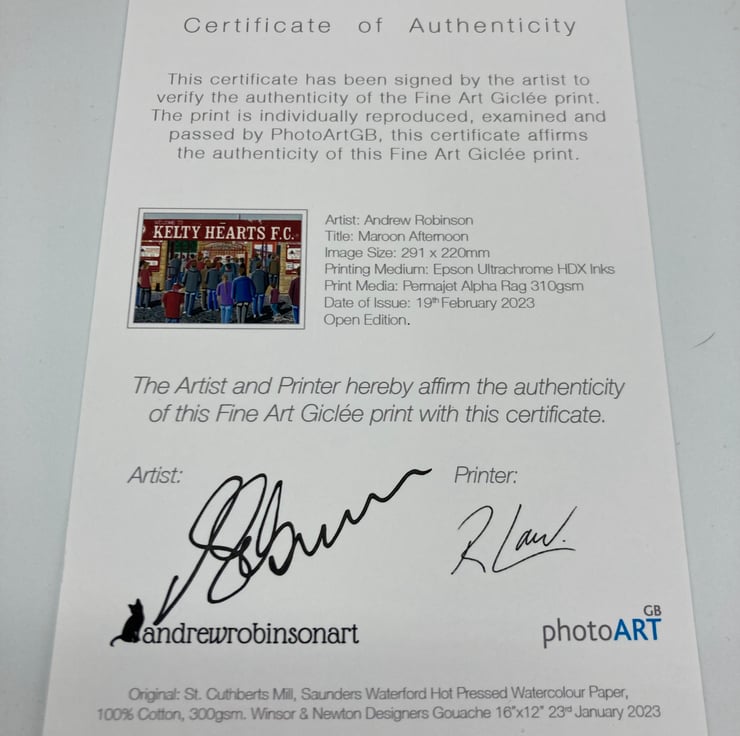 Certificate of Authenticity
This certificate has been signed by the artist to
verify the authenticity of the Fine Art Giclée print.
The print is individually reproduced, examined and
passed by PhotoArtGB, this certificate affirms
the authenticity of this Fine Art Giclée print.
WELCOME TO
KELTY HEARTS F.C.
Artist: Andrew Robinson
Title: Maroon Afternoon
Image Size: 291 x 220mm
Printing Medium: Epson Ultrachrome HDX Inks
Print Media: Permajet Alpha Rag 310gsm
Date of Issue: 19th February 2023
Open Edition.
The Artist and Printer hereby affirm the authenticity
of this Fine Art Giclée print with this certificate.
Artist:
Printer:
R Law.
andrewrobinsonart
photoART GB
Original: St. Cuthberts Mill, Saunders Waterford Hot Pressed Watercolour Paper,
100% Cotton, 300gsm. Winsor & Newton Designers Gouache 16"x12" 23rd January 2023